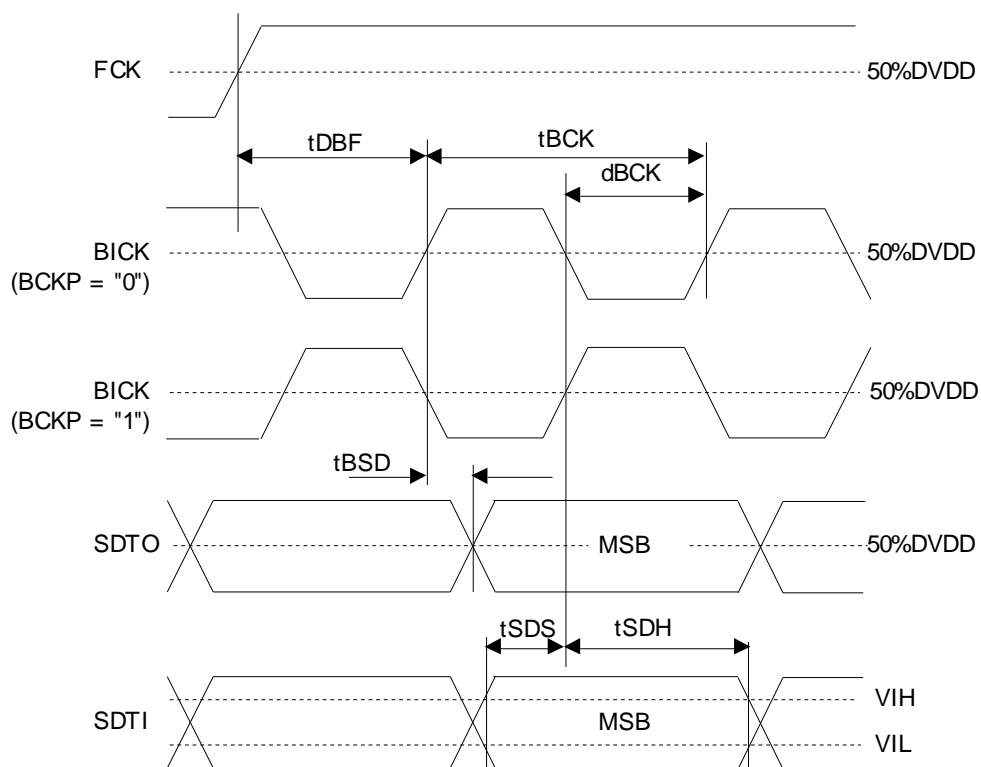 FCK
50%DVDD
tDBF
tBCK
dBCK
BICK
(BCKP = "0")
50%DVDD
BICK
(BCKP = "1")
50%DVDD
tBSD
SDTO
MSB
50%DVDD
tSDS
tSDH
SDTI
MSB
VIH
VIL